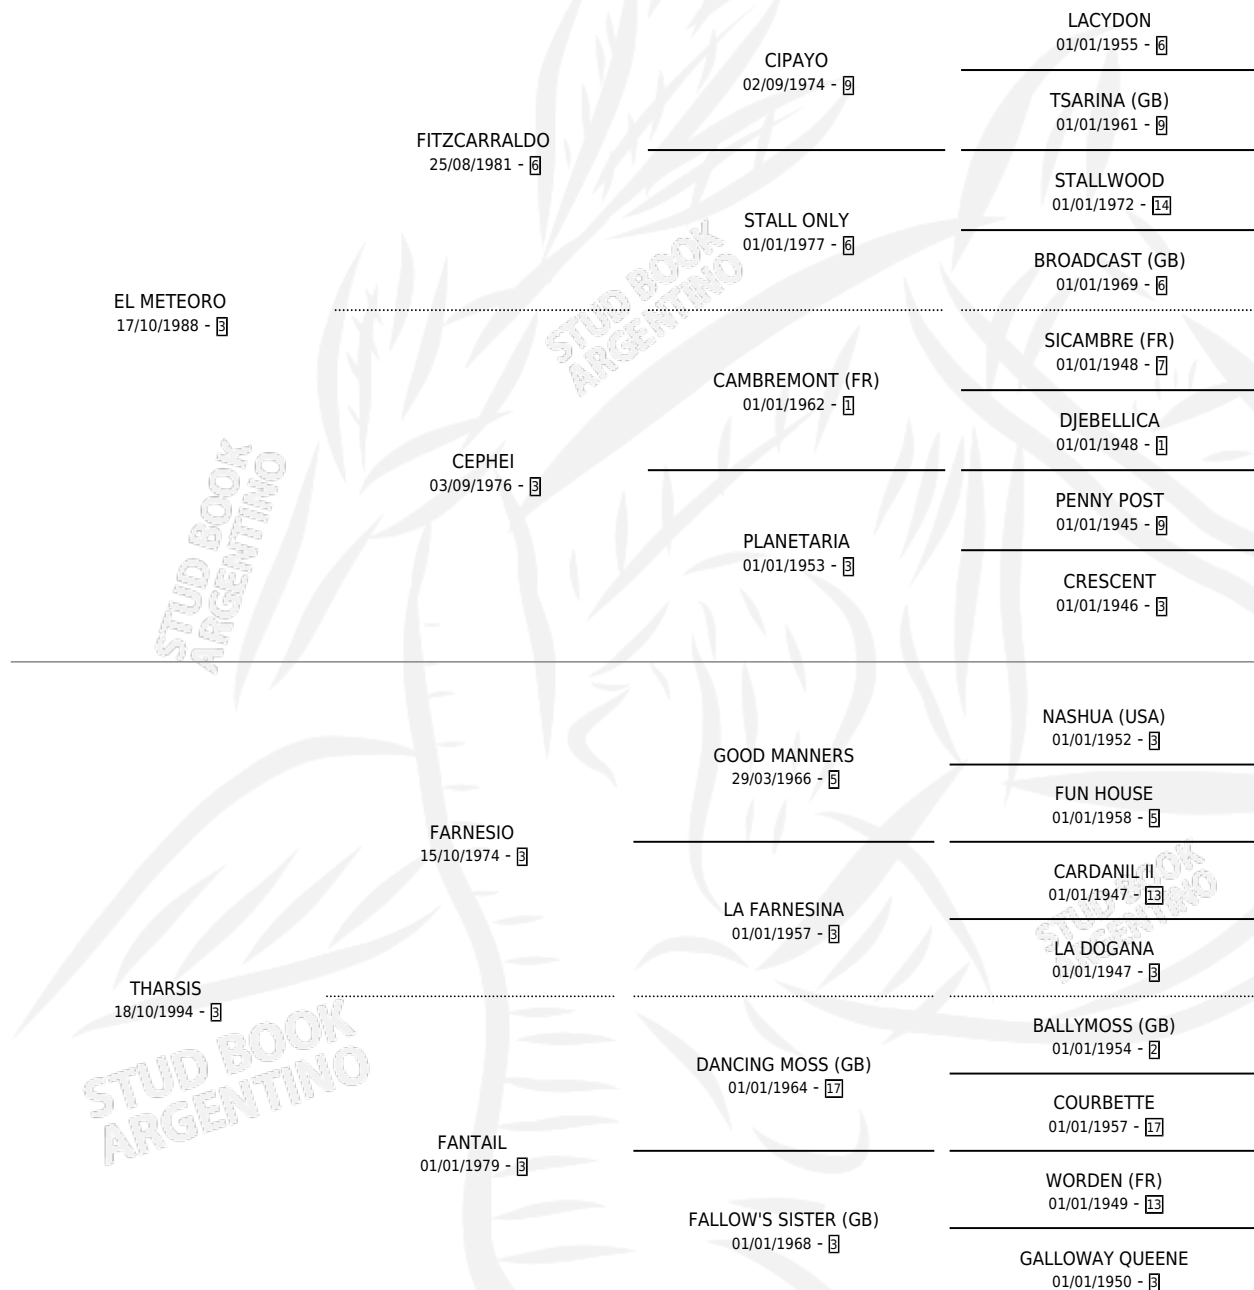 LACYDON
01/01/1955 - 6
CIPAYO
02/09/1974 - 9
TSARINA (GB)
01/01/1961 - 9
FITZCARRALDO
25/08/1981 - 6
STALLWOOD
01/01/1972 - 14
STALL ONLY
01/01/1977 - 6
BROADCAST (GB)
01/01/1969 - 6
EL METEORO
17/10/1988 - 3
STUD BOOK
ARGENTINO
SICAMBRE (FR)
01/01/1948 - 7
CAMBREMONT (FR)
01/01/1962 - 1
DJEBELLICA
01/01/1948 - 1
CEPHEI
03/09/1976 - 3
PENNY POST
01/01/1945 - 9
PLANETARIA
01/01/1953 - 3
CRESCENT
01/01/1946 - 3
STUD BOOK
ARGENTINO
NASHUA (USA)
01/01/1952 - 3
GOOD MANNERS
29/03/1966 - 5
FUN HOUSE
01/01/1958 - 5
FARNESIO
15/10/1974 - 3
CARDANIL II
01/01/1947 - 13
LA FARNESINA
01/01/1957 - 3
STUD BOOK
ARGENTINO
LA DOGANA
01/01/1947 - 3
THARSIS
18/10/1994 - 3
STUD BOOK
ARGENTINO
BALLYMOSS (GB)
01/01/1954 - 2
DANCING MOSS (GB)
01/01/1964 - 17
COURBETTE
01/01/1957 - 17
FANTAIL
01/01/1979 - 3
WORDEN (FR)
01/01/1949 - 13
FALLOW'S SISTER (GB)
01/01/1968 - 3
GALLOWAY QUEENE
01/01/1950 - 3